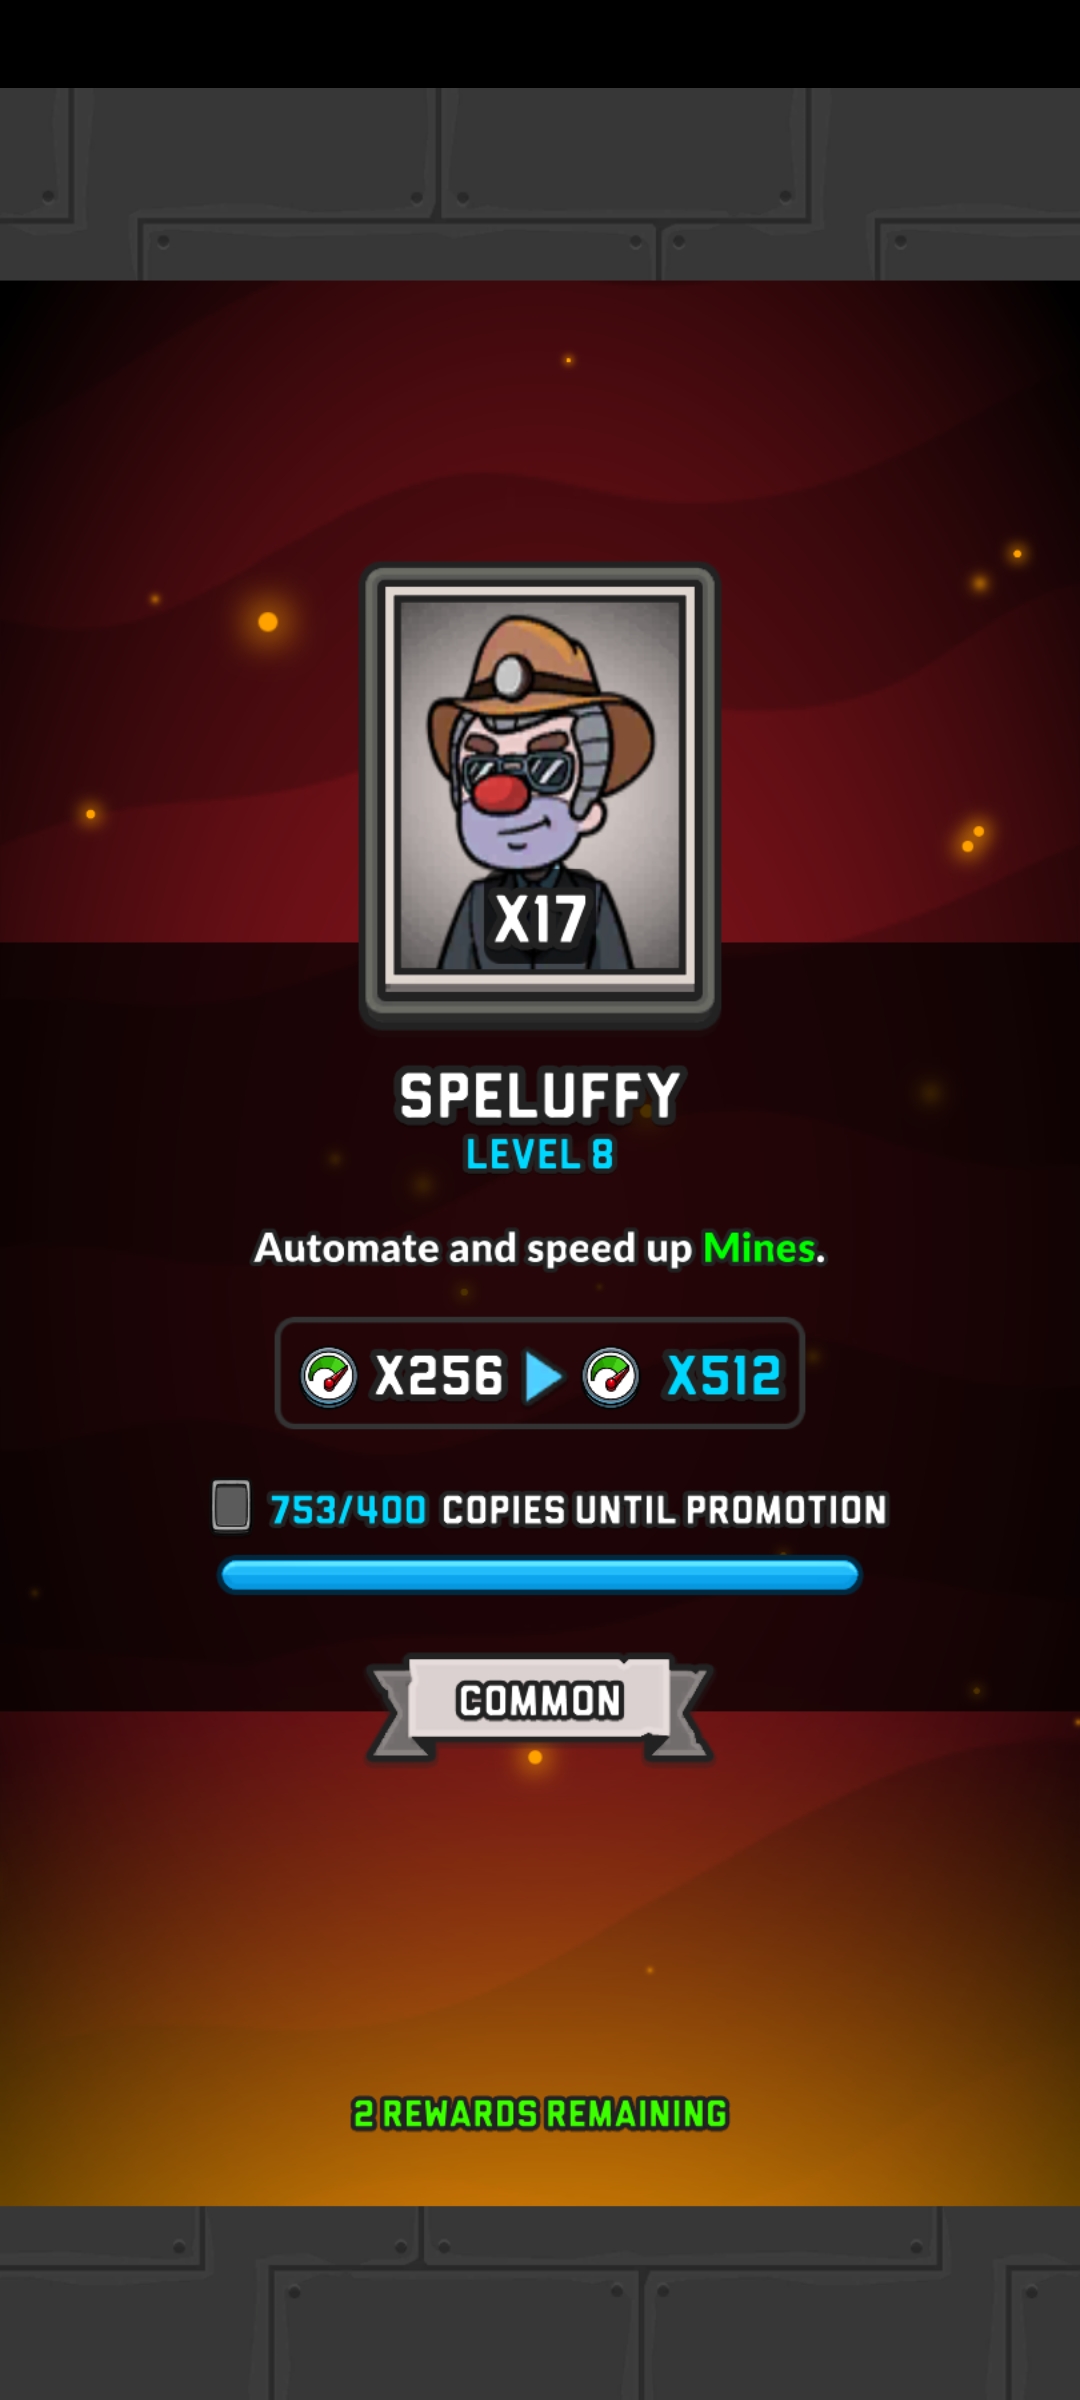 X17
SPELUFFY
LEVEL 8
Automate and speed up Mines.
X256 X512
753/400 COPIES UNTIL PROMOTION
COMMON
2 REWARDS REMAINING